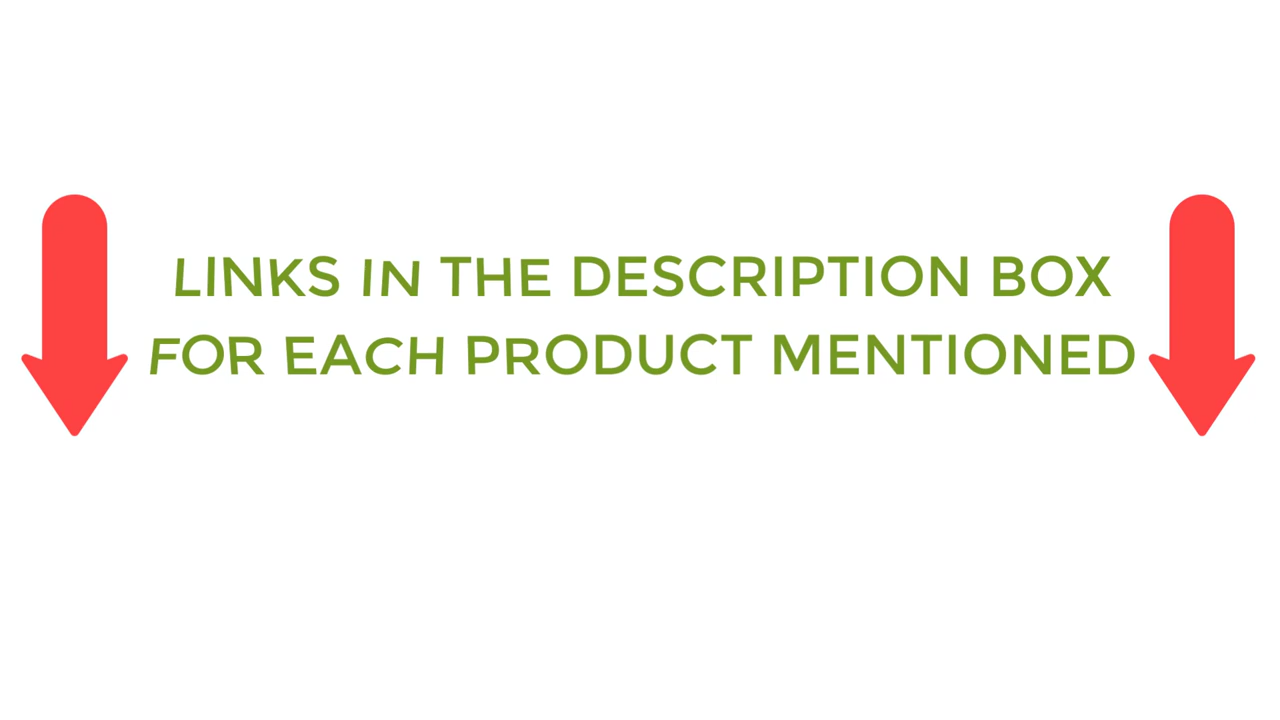 LINKS IN THE DESCRIPTION BOX
FOR EACH PRODUCT MENTIONED